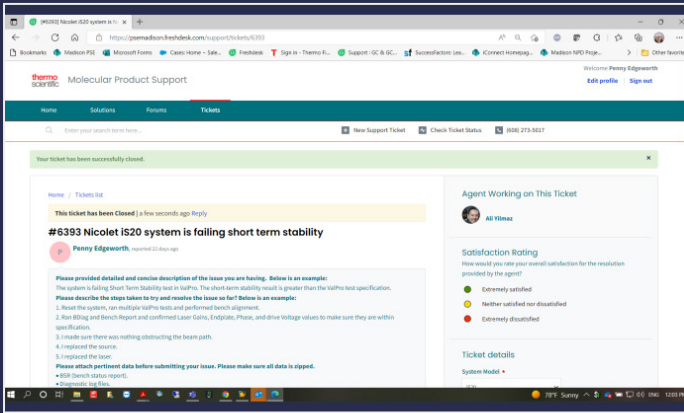 [#6393] Nicolet iS20 system is fa
https://psemadison.freshdesk.com/support/tickets/6393
Bookmarks Madison PSE Microsoft Forms Cases: Home ~ Sale... Freshdesk Sign in - Thermo Fi... Support : GC & GC... SuccessFactors: Lea... iConnect Homepag... Madison NPD Proje... Other favorites
Welcome Penny Edgeworth
thermo scientific Molecular Product Support
Edit profile Sign out
Home Solutions Forums Tickets
Enter your search term here... New Support Ticket Check Ticket Status (608) 273-5017
Your ticket has been successfully closed.
Home / Tickets list
This ticket has been Closed | a few seconds ago Reply
#6393 Nicolet iS20 system is failing short term stability
P Penny Edgeworth, reported 22 days ago
Please provided detailed and concise description of the issue you are having. Below is an example:
The system is failing Short Term Stability test in ValPro. The short-term stability result is greater than the ValPro test specification.
Please describe the steps taken to try and resolve the issue so far? Below is an example:
1. Reset the system, ran multiple ValPro tests and performed bench alignment.
2. Ran BDiag and Bench Report and confirmed Laser Gains, Endplate, Phase, and drive Voltage values to make sure they are within
specification.
3. I made sure there was nothing obstructing the beam path.
4. I replaced the source.
5. I replaced the laser.
Please attach pertinent data before submitting your issue. Please make sure all data is zipped.
• BSR (bench status report).
• Diagnostic log files.
Agent Working on This Ticket
Ali Yilmaz
Satisfaction Rating
How would you rate your overall satisfaction for the resolution
provided by the agent?
Extremely satisfied
Neither satisfied nor dissatisfied
Extremely dissatisfied
Ticket details
System Model
iS20
78°F Sunny ENG 12:03 PM